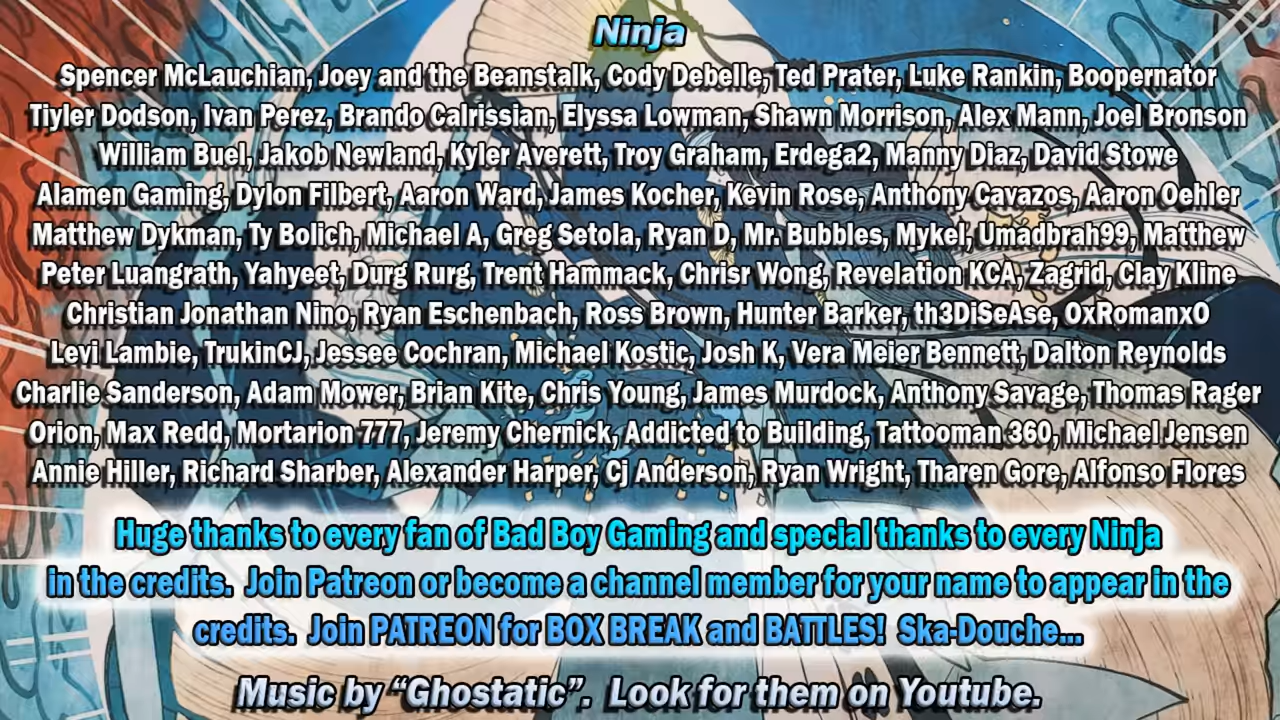 Ninja
Spencer McLauchian, Joey and the Beanstalk, Cody Debelle, Ted Prater, Luke Rankin, Boopernator
Tiyler Dodson, Ivan Perez, Brando Calrissian, Elyssa Lowman, Shawn Morrison, Alex Mann, Joel Bronson
William Buel, Jakob Newland, Kyler Averett, Troy Graham, Erdega2, Manny Diaz, David Stowe
Alamen Gaming, Dylon Filbert, Aaron Ward, James Kocher, Kevin Rose, Anthony Cavazos, Aaron Oehler
Matthew Dykman, Ty Bolich, Michael A, Greg Setola, Ryan D, Mr. Bubbles, Mykel, Umadbrah99, Matthew
Peter Luangrath, Yahyeet, Durg Rurg, Trent Hammack, Chrisr Wong, Revelation KCA, Zagrid, Clay Kline
Christian Jonathan Nino, Ryan Eschenbach, Ross Brown, Hunter Barker, th3DiSeAse, OxRomanxO
Levi Lambie, TrukinCJ, Jessee Cochran, Michael Kostic, Josh K, Vera Meier Bennett, Dalton Reynolds
Charlie Sanderson, Adam Mower, Brian Kite, Chris Young, James Murdock, Anthony Savage, Thomas Rager
Orion, Max Redd, Mortarion 777, Jeremy Chernick, Addicted to Building, Tattooman 360, Michael Jensen
Annie Hiller, Richard Sharber, Alexander Harper, Cj Anderson, Ryan Wright, Tharen Gore, Alfonso Flores
Huge thanks to every fan of Bad Boy Gaming and special thanks to every Ninja
in the credits.  Join Patreon or become a channel member for your name to appear in the
credits.  Join PATREON for BOX BREAK and BATTLES!  Ska-Douche...
Music by “Ghostatic”.  Look for them on Youtube.